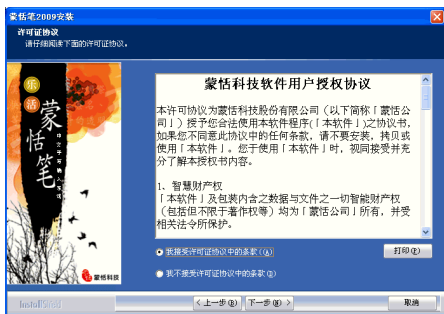 蒙恬笔2009安装
许可证协议
请仔细阅读下面的许可证协议。
乐活
蒙恬笔
中文手写输入系统
蒙恬科技
蒙恬科技软件用户授权协议
本许可协议为蒙恬科技股份有限公司（以下简称「蒙恬公
司」）授予您合法使用本软件程序(「本软件」)之协议书，
如果您不同意此协议中的任何条款，请不要安装，拷贝或
使用「本软件」。您于使用「本软件」时，视同接受并充
分了解本授权书内容。
1、智慧财产权
「本软件」及包装内含之数据与文件之一切智能财产权
（包括但不限于著作权等）均为「蒙恬公司」所有，并受
相关法令所保护。
我接受许可证协议中的条款(A)
打印(P)
我不接受许可证协议中的条款(D)
InstallShield
< 上一步(B)
下一步(N) >
取消